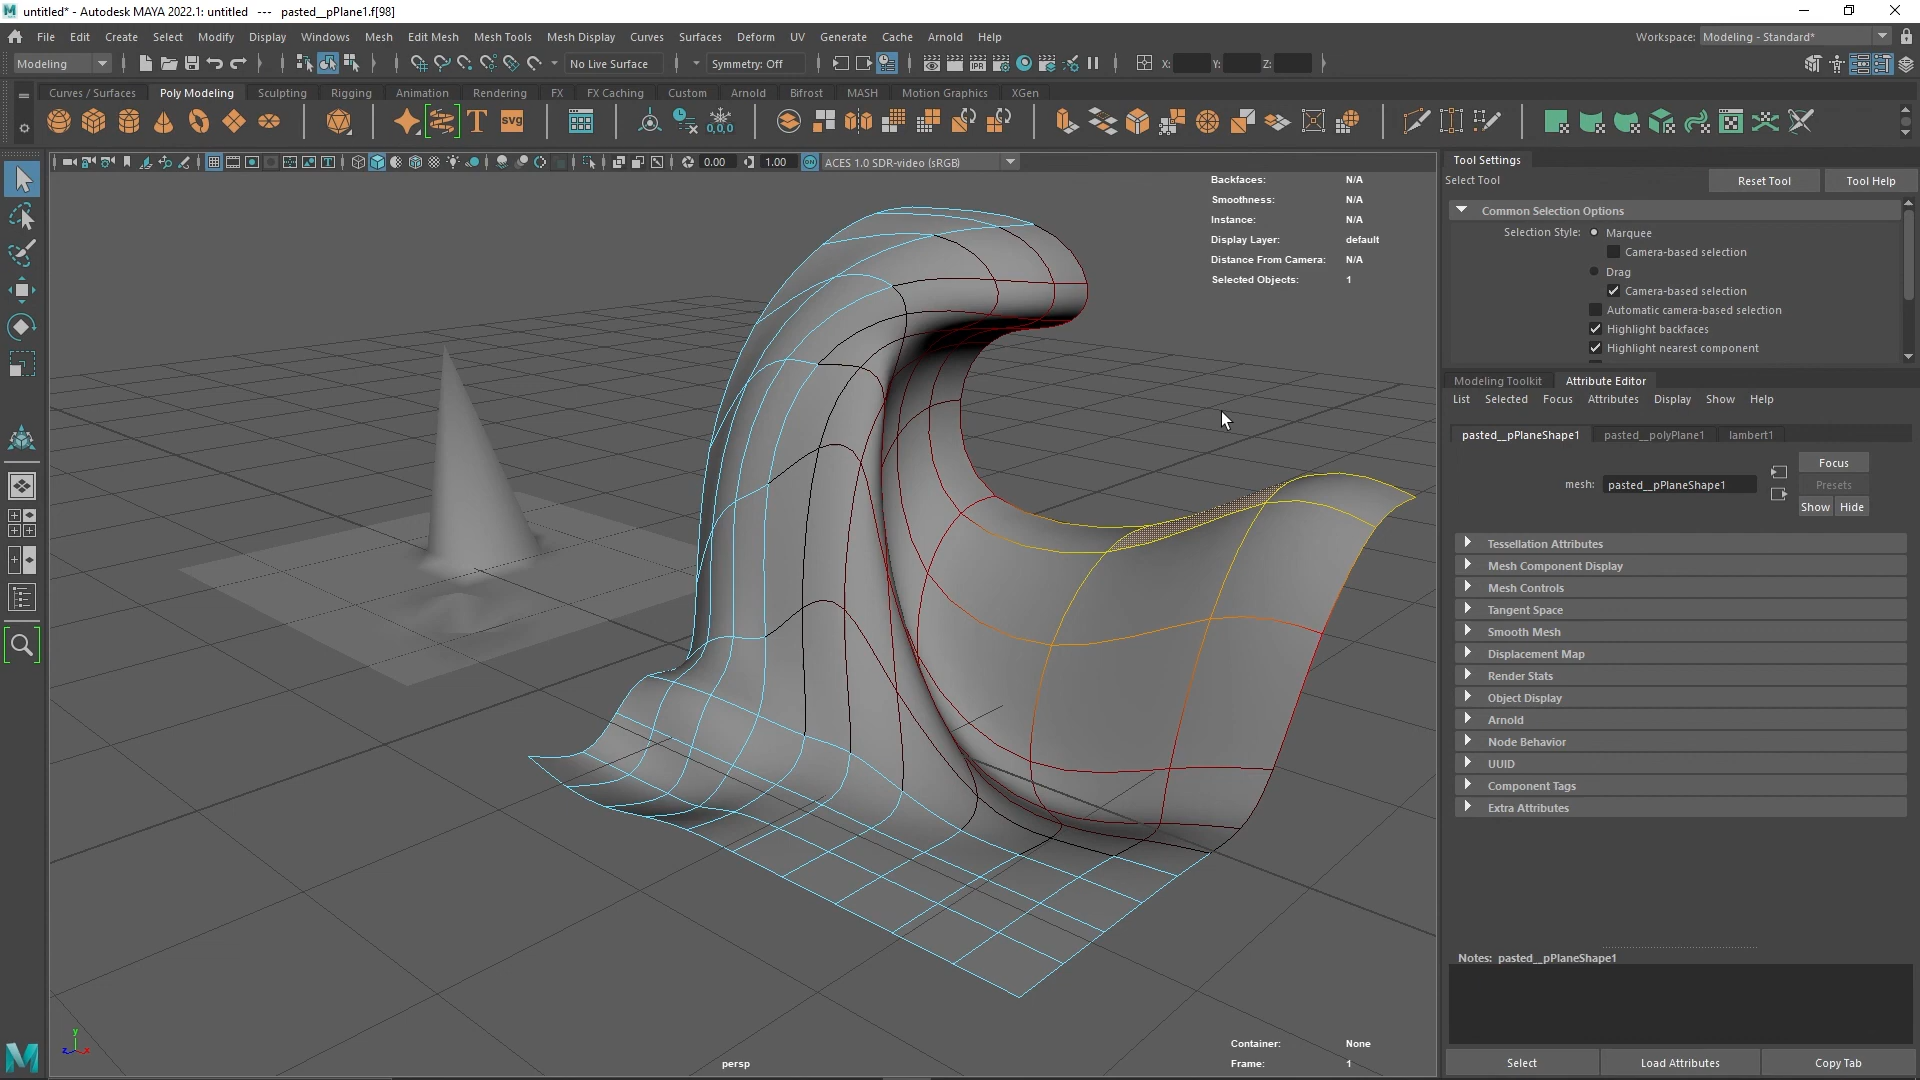 untitled* - Autodesk MAYA 2022.1: untitled --- pasted__pPlane1.f[98]
File Edit Create Select Modify Display Windows Mesh Edit Mesh Mesh Tools Mesh Display Curves Surfaces Deform UV Generate Cache Arnold Help Workspace: Modeling - Standard*
Modeling No Live Surface Symmetry: Off IPR X: Y: Z:
Curves / Surfaces Poly Modeling Sculpting Rigging Animation Rendering FX FX Caching Custom Arnold Bifrost MASH Motion Graphics XGen
T svg 0,0,0
0.00 1.00 ON ACES 1.0 SDR-video (sRGB)
Tool Settings
Select Tool Reset Tool Tool Help
Common Selection Options
Selection Style: Marquee
Camera-based selection
Drag
Camera-based selection
Automatic camera-based selection
Highlight backfaces
Highlight nearest component
Backfaces: N/A
Smoothness: N/A
Instance: N/A
Display Layer: default
Distance From Camera: N/A
Selected Objects: 1
Modeling Toolkit Attribute Editor
List Selected Focus Attributes Display Show Help
pasted__pPlaneShape1 pasted__polyPlane1 lambert1
mesh: pasted__pPlaneShape1
Focus
Presets
Show Hide
Tessellation Attributes
Mesh Component Display
Mesh Controls
Tangent Space
Smooth Mesh
Displacement Map
Render Stats
Object Display
Arnold
Node Behavior
UUID
Component Tags
Extra Attributes
Notes: pasted__pPlaneShape1
Select Load Attributes Copy Tab
Container: None
Frame: 1
persp
y
z x
M